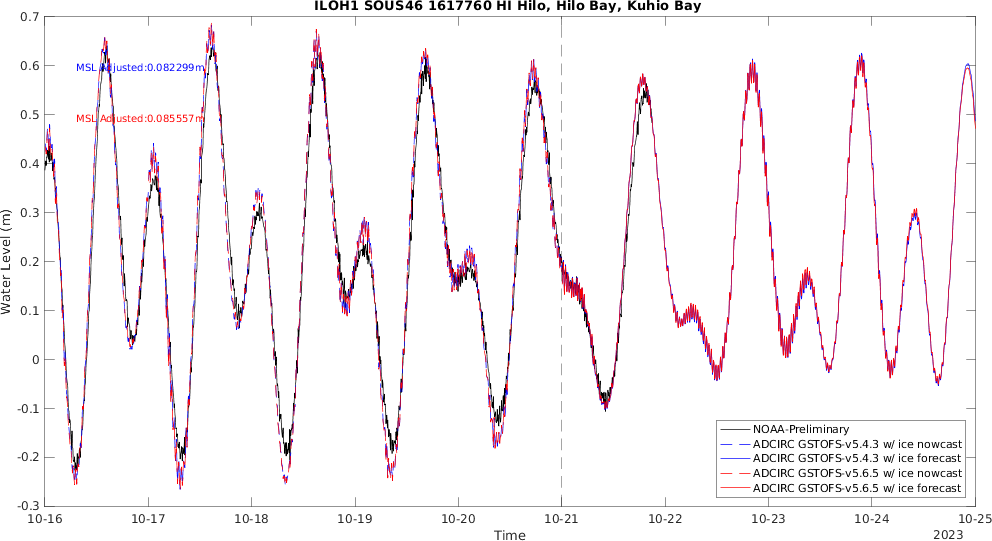 ILOH1 SOUS46 1617760 HI Hilo, Hilo Bay, Kuhio Bay
0.7
0.6
0.5
0.4
0.3
0.2
0.1
0
-0.1
-0.2
-0.3
Water Level (m)
MSL Adjusted:0.082299m
MSL Adjusted:0.085557m
NOAA-Preliminary
ADCIRC GSTOFS-v5.4.3 w/ ice nowcast
ADCIRC GSTOFS-v5.4.3 w/ ice forecast
ADCIRC GSTOFS-v5.6.5 w/ ice nowcast
ADCIRC GSTOFS-v5.6.5 w/ ice forecast
10-16 10-17 10-18 10-19 10-20 10-21 10-22 10-23 10-24 10-25
Time
2023